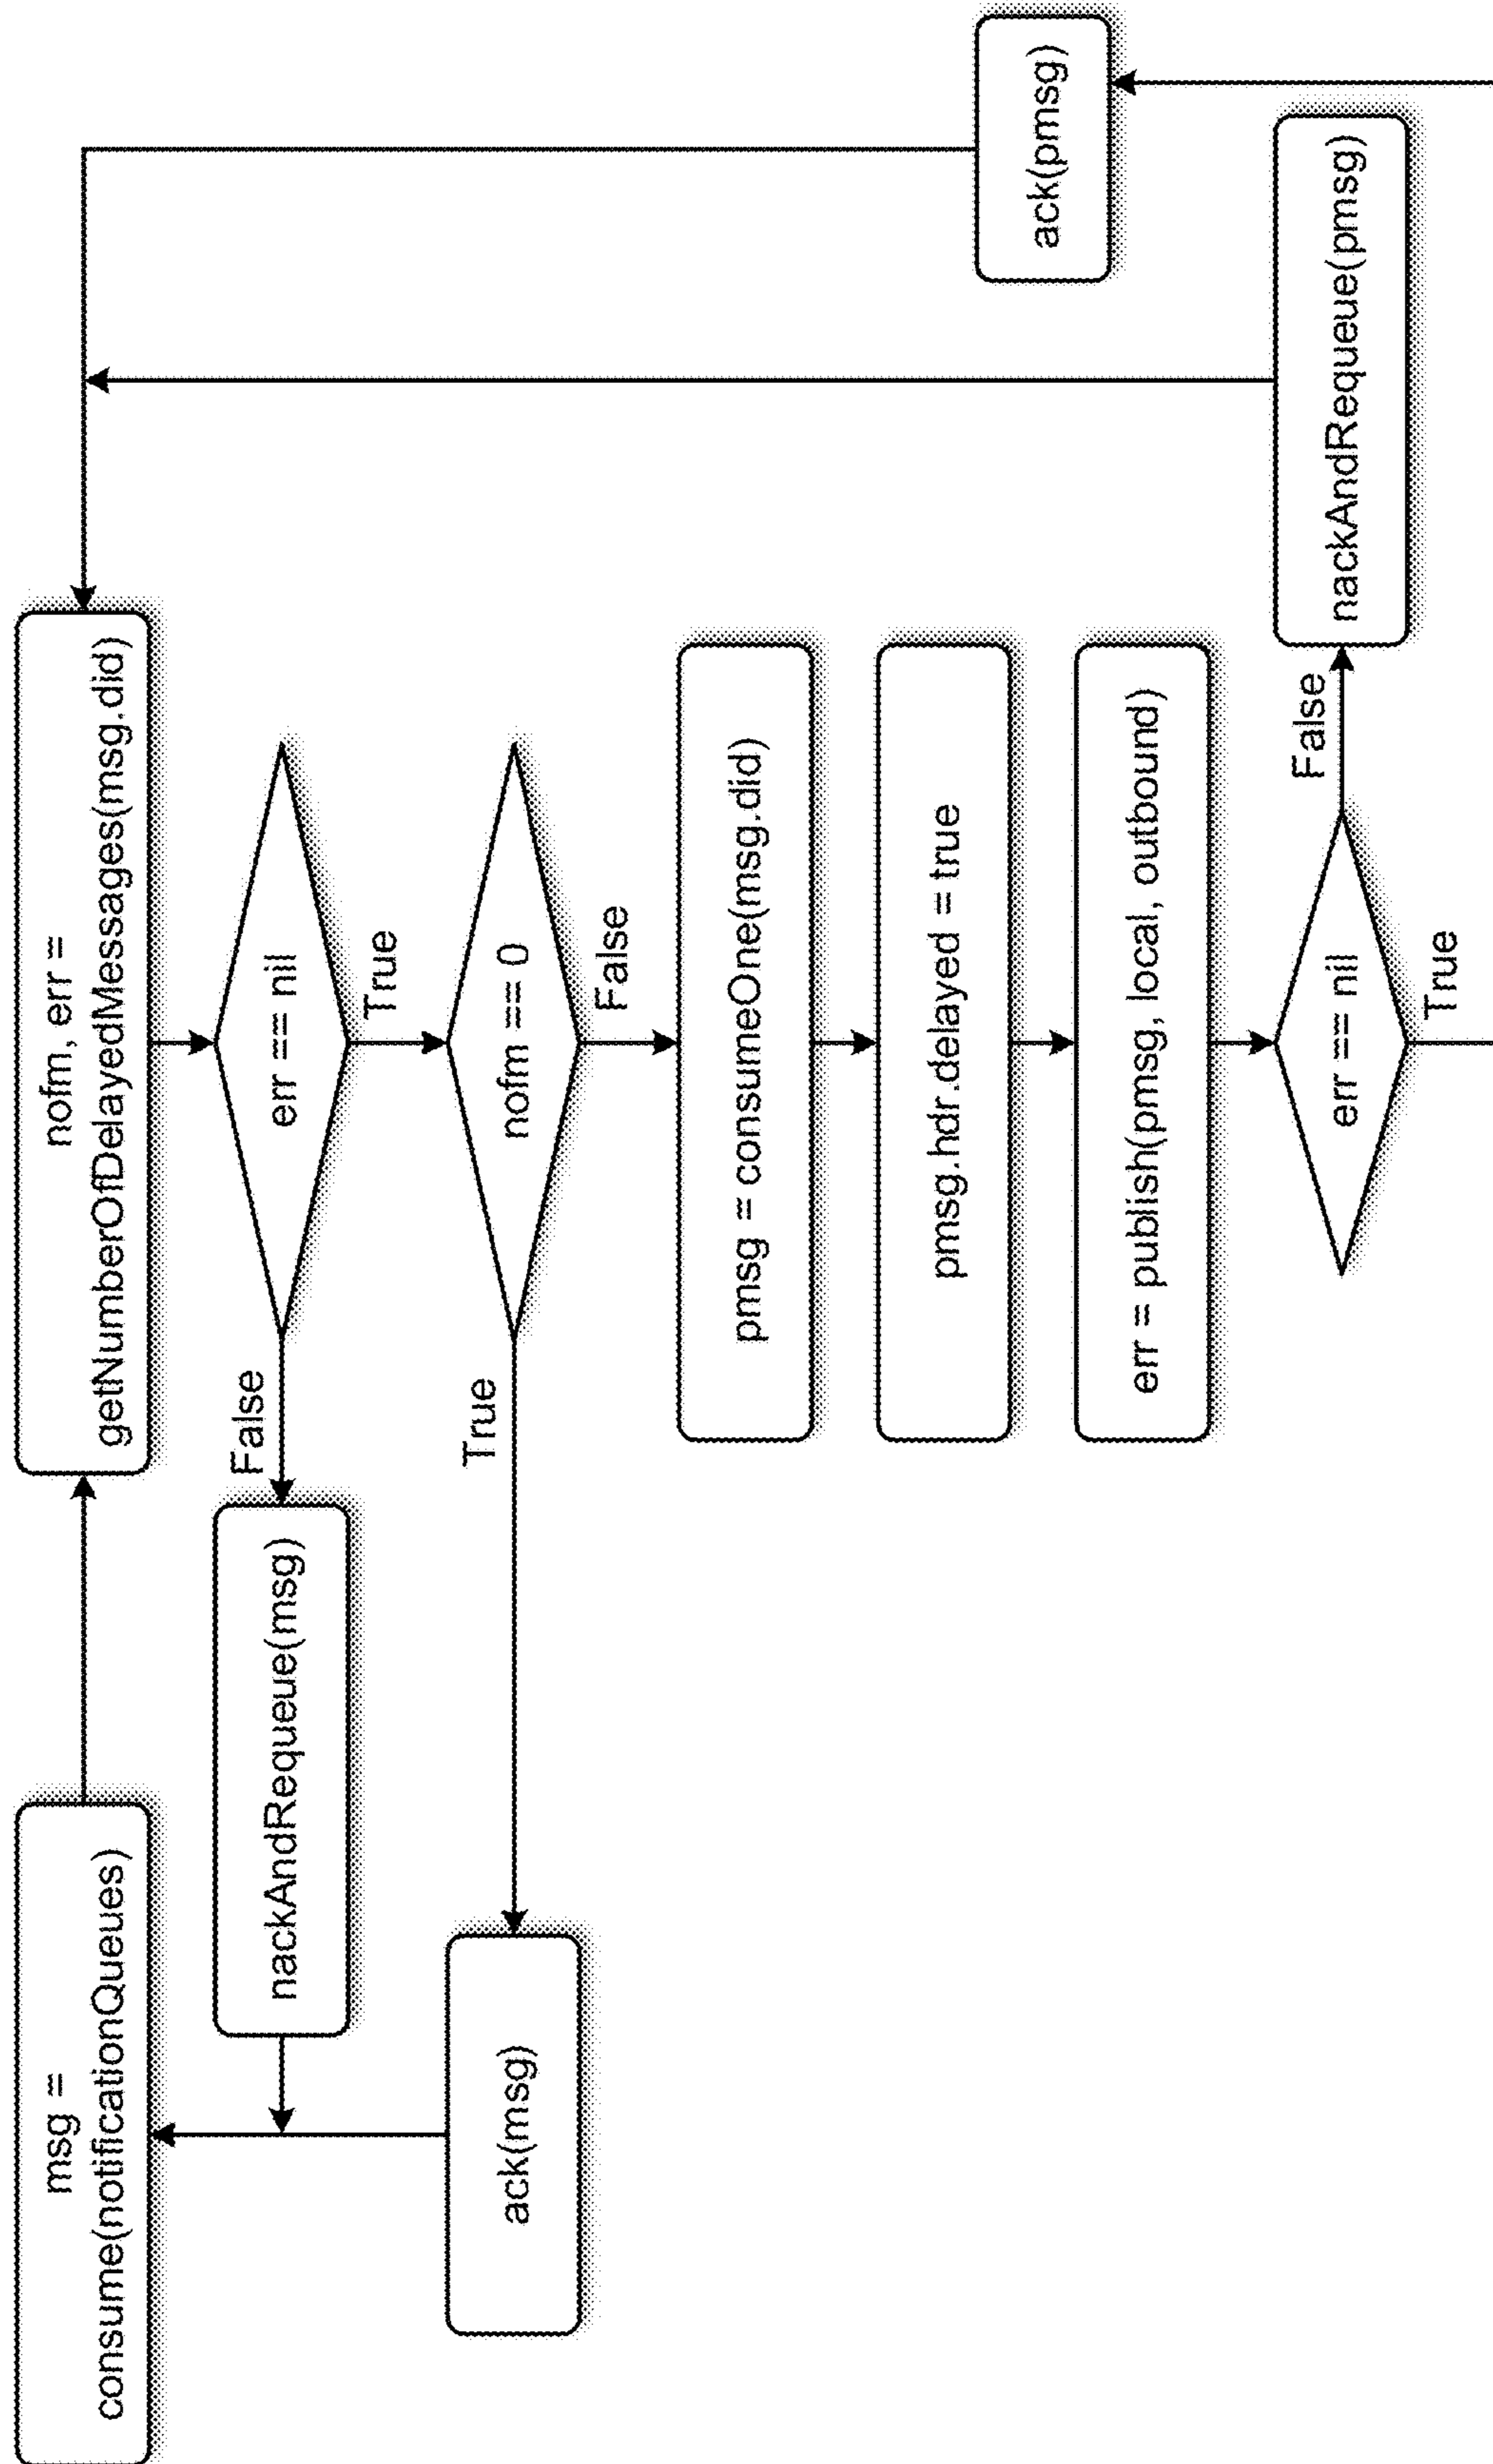 msg =
consume(notificationQueues)
nofm, err =
getNumberOfDelayedMessages(msg.did)
err == nil
False
nackAndRequeue(msg)
True
nofm == 0
True
ack(msg)
False
pmsg = consumeOne(msg.did)
pmsg.hdr.delayed = true
err = publish(pmsg, local, outbound)
err == nil
False
nackAndRequeue(pmsg)
True
ack(pmsg)